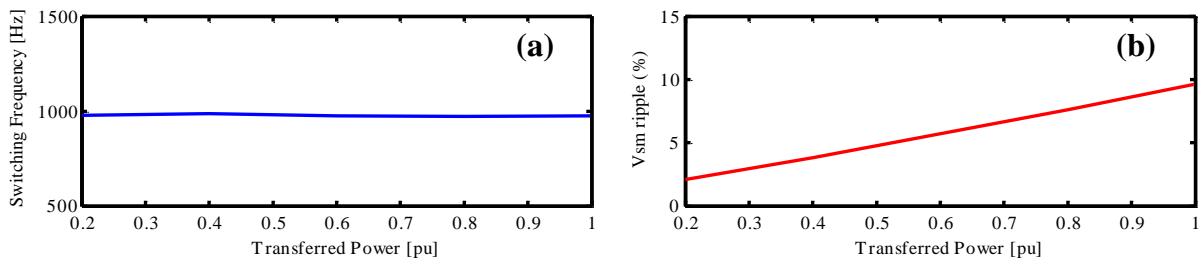 (a)
Switching Frequency [Hz]
1500
1000
500
0.2 0.3 0.4 0.5 0.6 0.7 0.8 0.9 1
Transferred Power [pu]
(b)
Vsm ripple (%)
15
10
5
0
0.2 0.3 0.4 0.5 0.6 0.7 0.8 0.9 1
Transferred Power [pu]